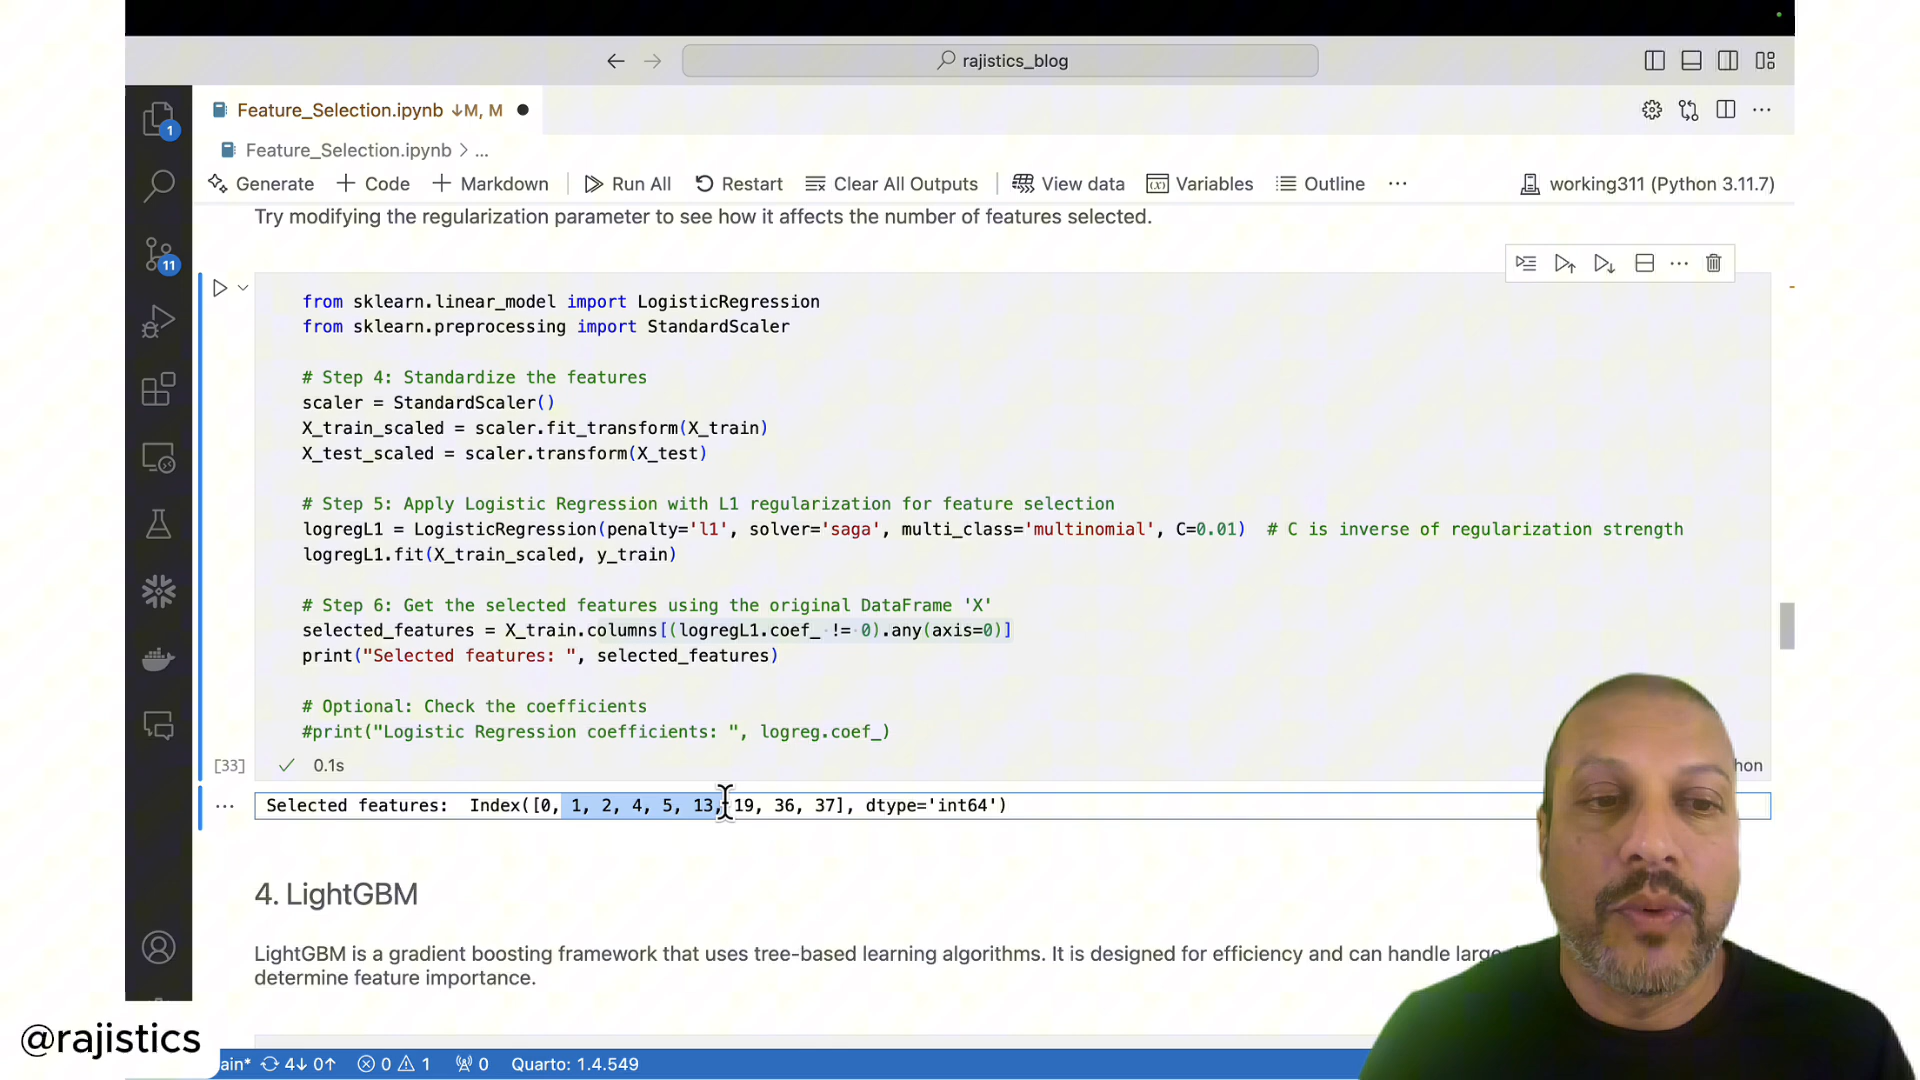 rajistics_blog
Feature_Selection.ipynb ↓M, M
Feature_Selection.ipynb > ...
Generate + Code + Markdown Run All Restart Clear All Outputs View data Variables Outline ... working311 (Python 3.11.7)
Try modifying the regularization parameter to see how it affects the number of features selected.
from sklearn.linear_model import LogisticRegression
from sklearn.preprocessing import StandardScaler
# Step 4: Standardize the features
scaler = StandardScaler()
X_train_scaled = scaler.fit_transform(X_train)
X_test_scaled = scaler.transform(X_test)
# Step 5: Apply Logistic Regression with L1 regularization for feature selection
logregL1 = LogisticRegression(penalty='l1', solver='saga', multi_class='multinomial', C=0.01)  # C is inverse of regularization strength
logregL1.fit(X_train_scaled, y_train)
# Step 6: Get the selected features using the original DataFrame 'X'
selected_features = X_train.columns[(logregL1.coef_ != 0).any(axis=0)]
print("Selected features: ", selected_features)
# Optional: Check the coefficients
#print("Logistic Regression coefficients: ", logreg.coef_)
[33] ✓ 0.1s hon
Selected features:  Index([0, 1, 2, 4, 5, 13, 19, 36, 37], dtype='int64')
4. LightGBM
LightGBM is a gradient boosting framework that uses tree-based learning algorithms. It is designed for efficiency and can handle large
determine feature importance.
1
11
@rajistics
ain* 4↓ 0↑ 0 1 0 Quarto: 1.4.549